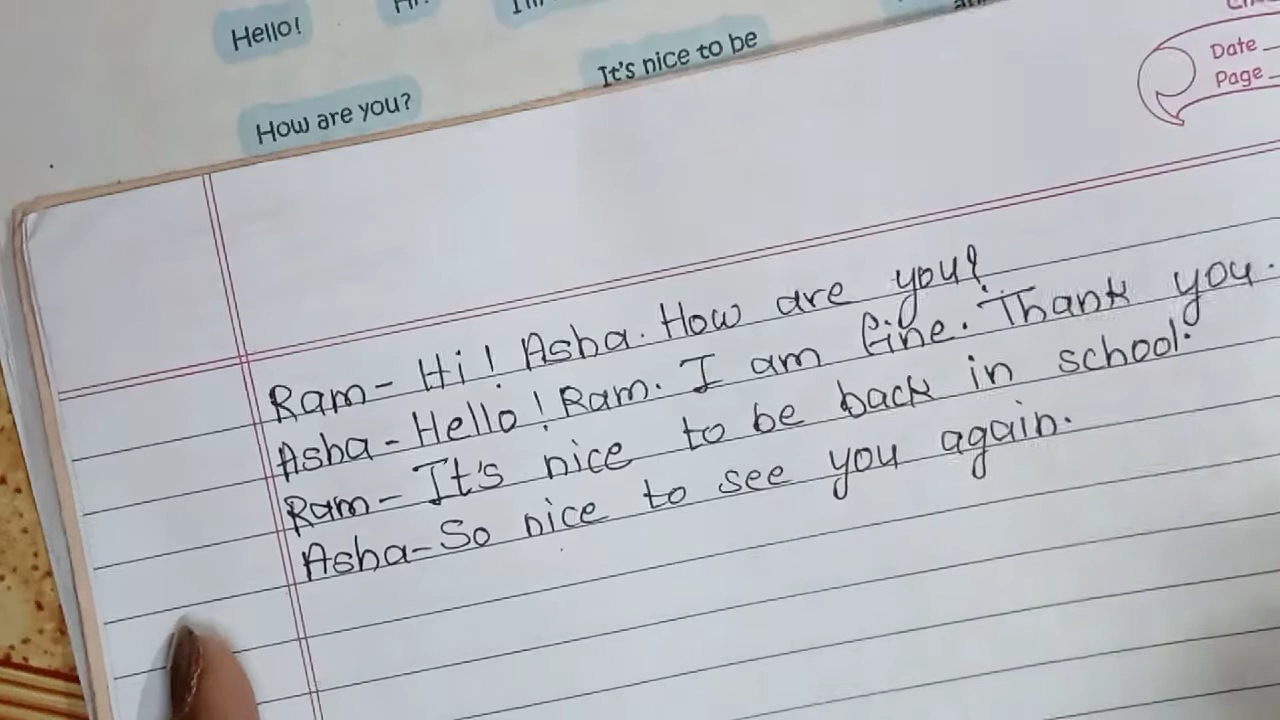 Hello!
How are you?
It's nice to be
Date
Page
Ram- Hi! Asha. How are you?
Asha-Hello! Ram. I am fine. Thank you.
Ram- It's nice to be back in school.
Asha-So nice to see you again.